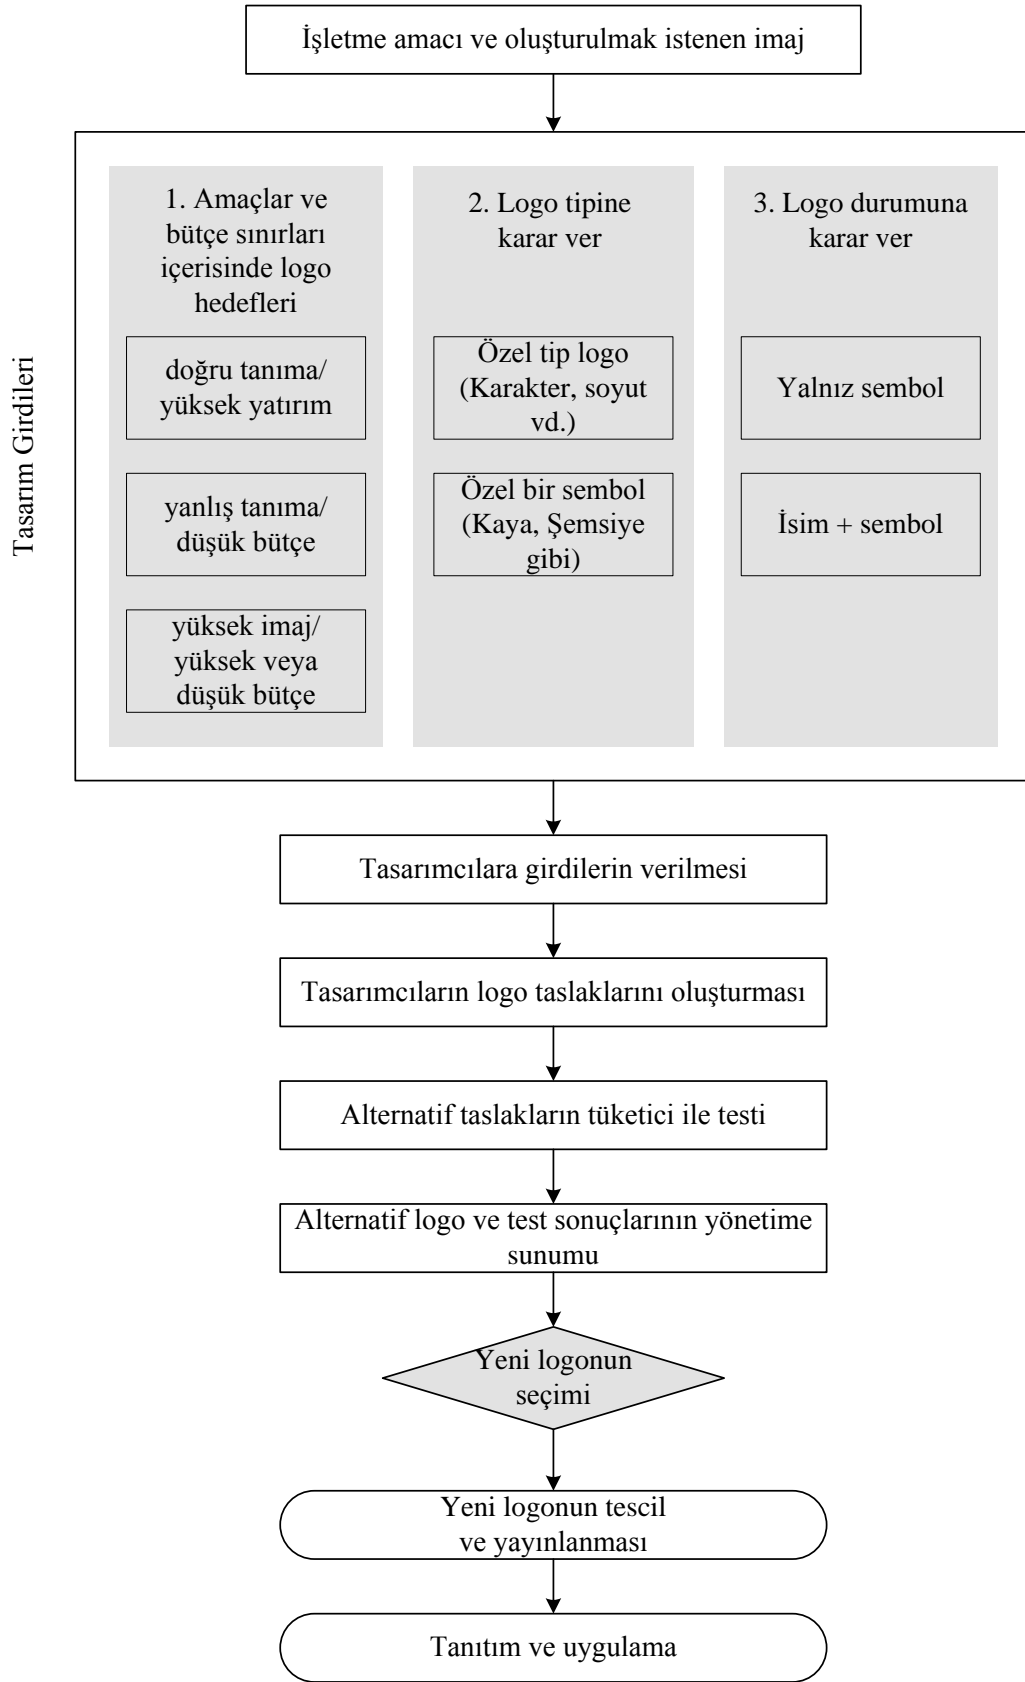 İşletme amacı ve oluşturulmak istenen imaj
Tasarım Girdileri
1. Amaçlar ve
bütçe sınırları
içerisinde logo
hedefleri
doğru tanıma/
yüksek yatırım
yanlış tanıma/
düşük bütçe
yüksek imaj/
yüksek veya
düşük bütçe
2. Logo tipine
karar ver
Özel tip logo
(Karakter, soyut
vd.)
Özel bir sembol
(Kaya, Şemsiye
gibi)
3. Logo durumuna
karar ver
Yalnız sembol
İsim + sembol
Tasarımcılara girdilerin verilmesi
Tasarımcıların logo taslaklarını oluşturması
Alternatif taslakların tüketici ile testi
Alternatif logo ve test sonuçlarının yönetime
sunumu
Yeni logonun
seçimi
Yeni logonun tescil
ve yayınlanması
Tanıtım ve uygulama